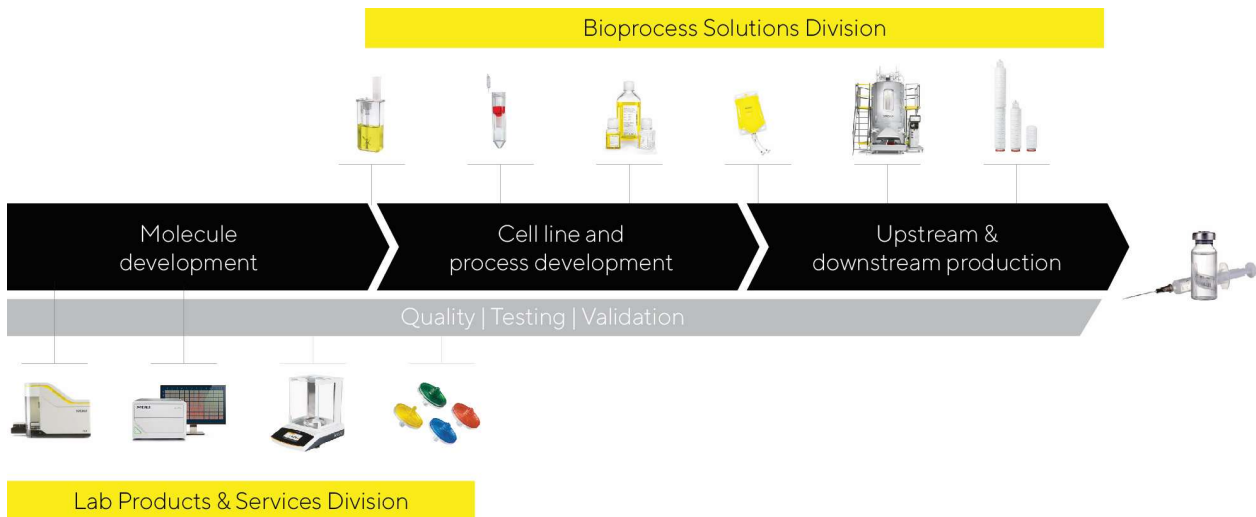 Bioprocess Solutions Division
Molecule
development
Cell line and
process development
Upstream &
downstream production
Quality | Testing | Validation
Lab Products & Services Division